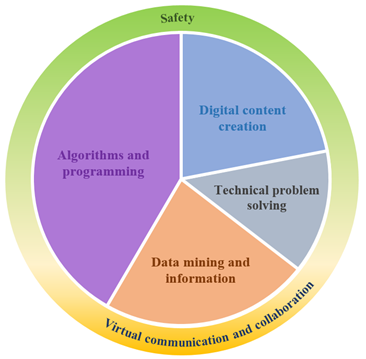 Safety
Digital content
creation
Algorithms and
programming
Technical problem
solving
Data mining and
information
Virtual communication and collaboration